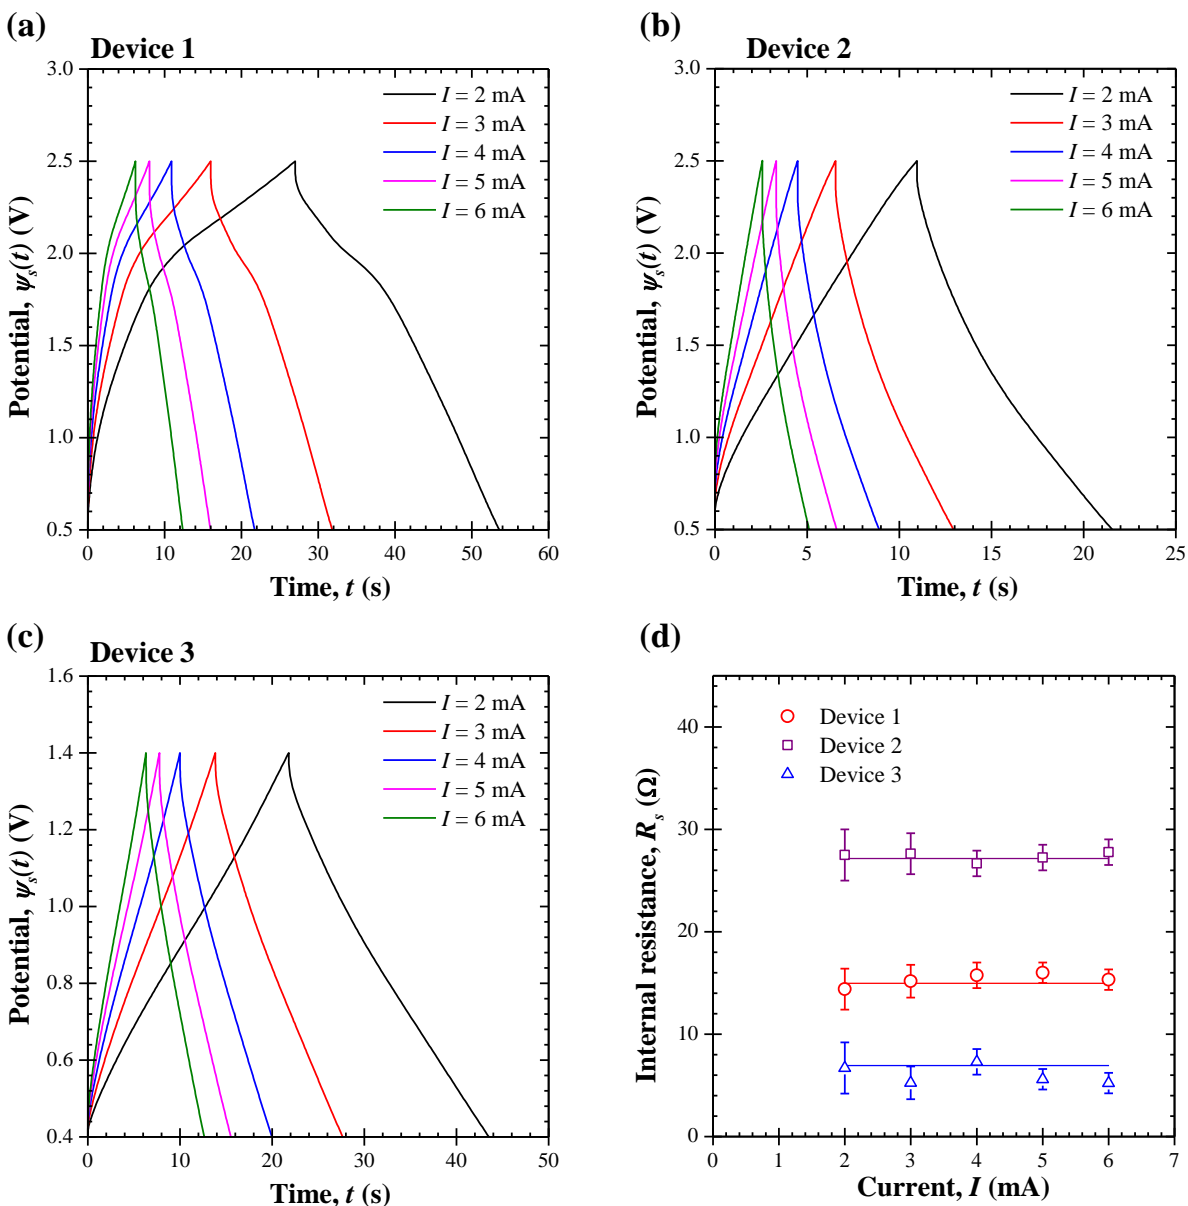 (a)
Device 1
3.0
2.5
2.0
1.5
1.0
0.5
Potential, ψs(t) (V)
I = 2 mA
I = 3 mA
I = 4 mA
I = 5 mA
I = 6 mA
0 10 20 30 40 50 60
Time, t (s)
(b)
Device 2
3.0
2.5
2.0
1.5
1.0
0.5
Potential, ψs(t) (V)
I = 2 mA
I = 3 mA
I = 4 mA
I = 5 mA
I = 6 mA
0 5 10 15 20 25
Time, t (s)
(c)
Device 3
1.6
1.4
1.2
1.0
0.8
0.6
0.4
Potential, ψs(t) (V)
I = 2 mA
I = 3 mA
I = 4 mA
I = 5 mA
I = 6 mA
0 10 20 30 40 50
Time, t (s)
(d)
40
30
20
10
0
Internal resistance, Rs (Ω)
Device 1
Device 2
Device 3
0 1 2 3 4 5 6 7
Current, I (mA)